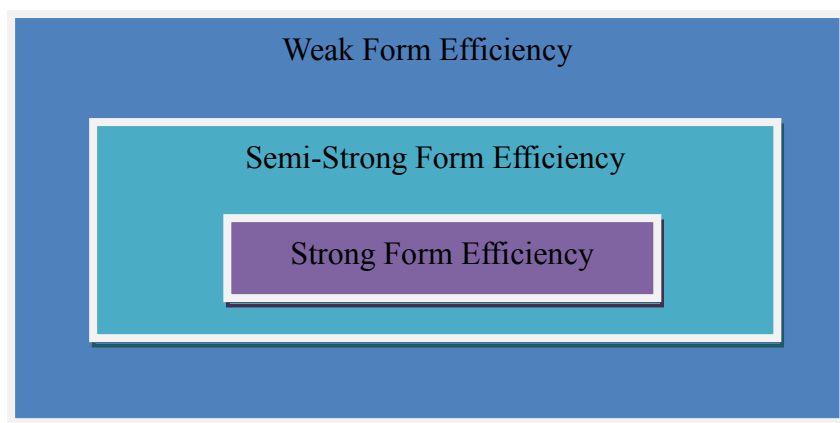 Weak Form Efficiency
Semi-Strong Form Efficiency
Strong Form Efficiency